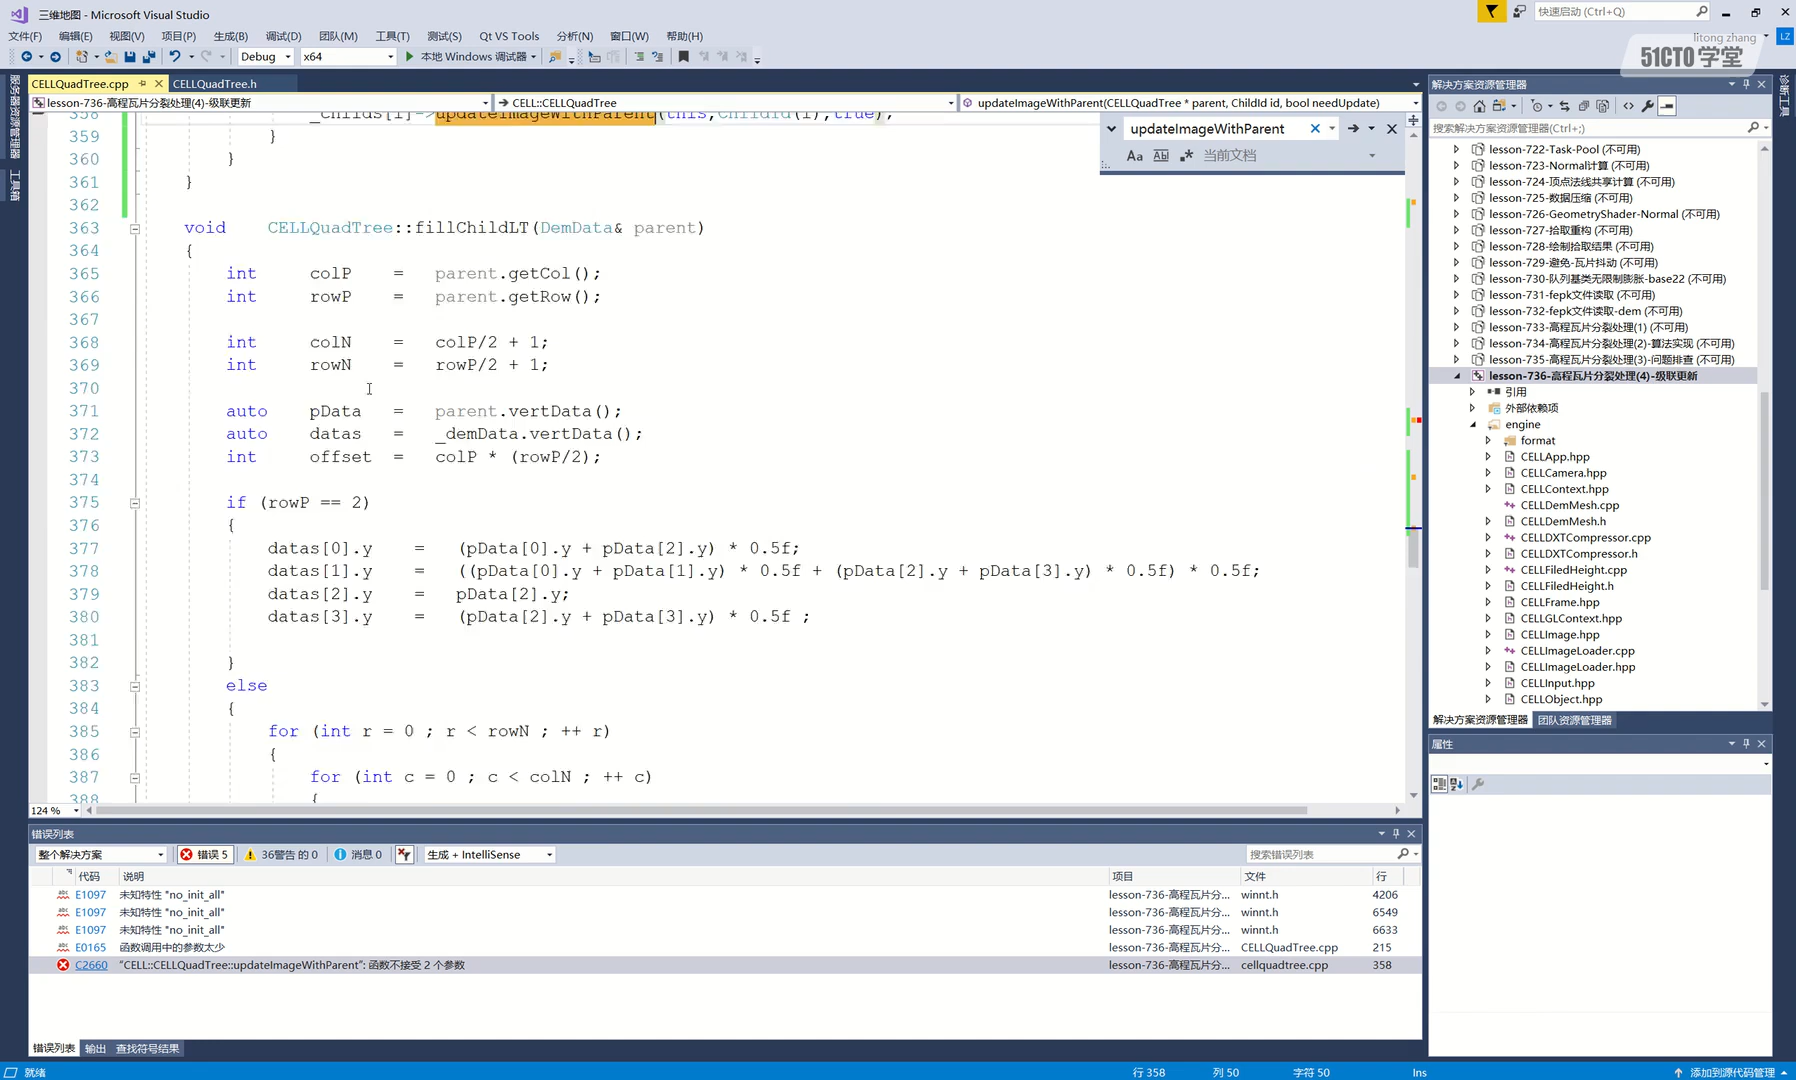 三维地图 - Microsoft Visual Studio
快速启动 (Ctrl+Q)
文件(F) 编辑(E) 视图(V) 项目(P) 生成(B) 调试(D) 团队(M) 工具(T) 测试(S) Qt VS Tools 分析(N) 窗口(W) 帮助(H)
litong zhang
LZ
51CTO 学堂
Debug x64 本地 Windows 调试器
服务器资源管理器
工具箱
诊断工具
CELLQuadTree.cpp CELLQuadTree.h
lesson-736-高程瓦片分裂处理(4)-级联更新 CELL::CELLQuadTree updateImageWithParent(CELLQuadTree * parent, ChildId id, bool needUpdate)
updateImageWithParent
Aa Ab 当前文档
358 _childs[i]->updateImageWithParent(this,ChildId(i),true);
359 }
360 }
361 }
362
363 void CELLQuadTree::fillChildLT(DemData& parent)
364 {
365 int colP = parent.getCol();
366 int rowP = parent.getRow();
367
368 int colN = colP/2 + 1;
369 int rowN = rowP/2 + 1;
370
371 auto pData = parent.vertData();
372 auto datas = _demData.vertData();
373 int offset = colP * (rowP/2);
374
375 if (rowP == 2)
376 {
377 datas[0].y = (pData[0].y + pData[2].y) * 0.5f;
378 datas[1].y = ((pData[0].y + pData[1].y) * 0.5f + (pData[2].y + pData[3].y) * 0.5f) * 0.5f;
379 datas[2].y = pData[2].y;
380 datas[3].y = (pData[2].y + pData[3].y) * 0.5f ;
381
382 }
383 else
384 {
385 for (int r = 0 ; r < rowN ; ++ r)
386 {
387 for (int c = 0 ; c < colN ; ++ c)
388 {
124 %
解决方案资源管理器
搜索解决方案资源管理器(Ctrl+;)
lesson-722-Task-Pool (不可用)
lesson-723-Normal计算 (不可用)
lesson-724-顶点法线共享计算 (不可用)
lesson-725-数据压缩 (不可用)
lesson-726-GeometryShader-Normal (不可用)
lesson-727-拾取重构 (不可用)
lesson-728-绘制拾取结果 (不可用)
lesson-729-避免-瓦片抖动 (不可用)
lesson-730-队列基类无限制膨胀-base22 (不可用)
lesson-731-fepk文件读取 (不可用)
lesson-732-fepk文件读取-dem (不可用)
lesson-733-高程瓦片分裂处理(1) (不可用)
lesson-734-高程瓦片分裂处理(2)-算法实现 (不可用)
lesson-735-高程瓦片分裂处理(3)-问题排查 (不可用)
lesson-736-高程瓦片分裂处理(4)-级联更新
引用
外部依赖项
engine
format
CELLApp.hpp
CELLCamera.hpp
CELLContext.hpp
CELLDemMesh.cpp
CELLDemMesh.h
CELLDXTCompressor.cpp
CELLDXTCompressor.h
CELLFiledHeight.cpp
CELLFiledHeight.h
CELLFrame.hpp
CELLGLContext.hpp
CELLImage.hpp
CELLImageLoader.cpp
CELLImageLoader.hpp
CELLInput.hpp
CELLObject.hpp
解决方案资源管理器 团队资源管理器
属性
错误列表
整个解决方案 错误 5 36警告 的 0 消息 0 生成 + IntelliSense 搜索错误列表
代码 说明 项目 文件 行
E1097 未知特性 "no_init_all" lesson-736-高程瓦片分... winnt.h 4206
E1097 未知特性 "no_init_all" lesson-736-高程瓦片分... winnt.h 6549
E1097 未知特性 "no_init_all" lesson-736-高程瓦片分... winnt.h 6633
E0165 函数调用中的参数太少 lesson-736-高程瓦片分... CELLQuadTree.cpp 215
C2660 “CELL::CELLQuadTree::updateImageWithParent”: 函数不接受 2 个参数 lesson-736-高程瓦片分... cellquadtree.cpp 358
错误列表 输出 查找符号结果
就绪 行 358 列 50 字符 50 Ins 添加到源代码管理